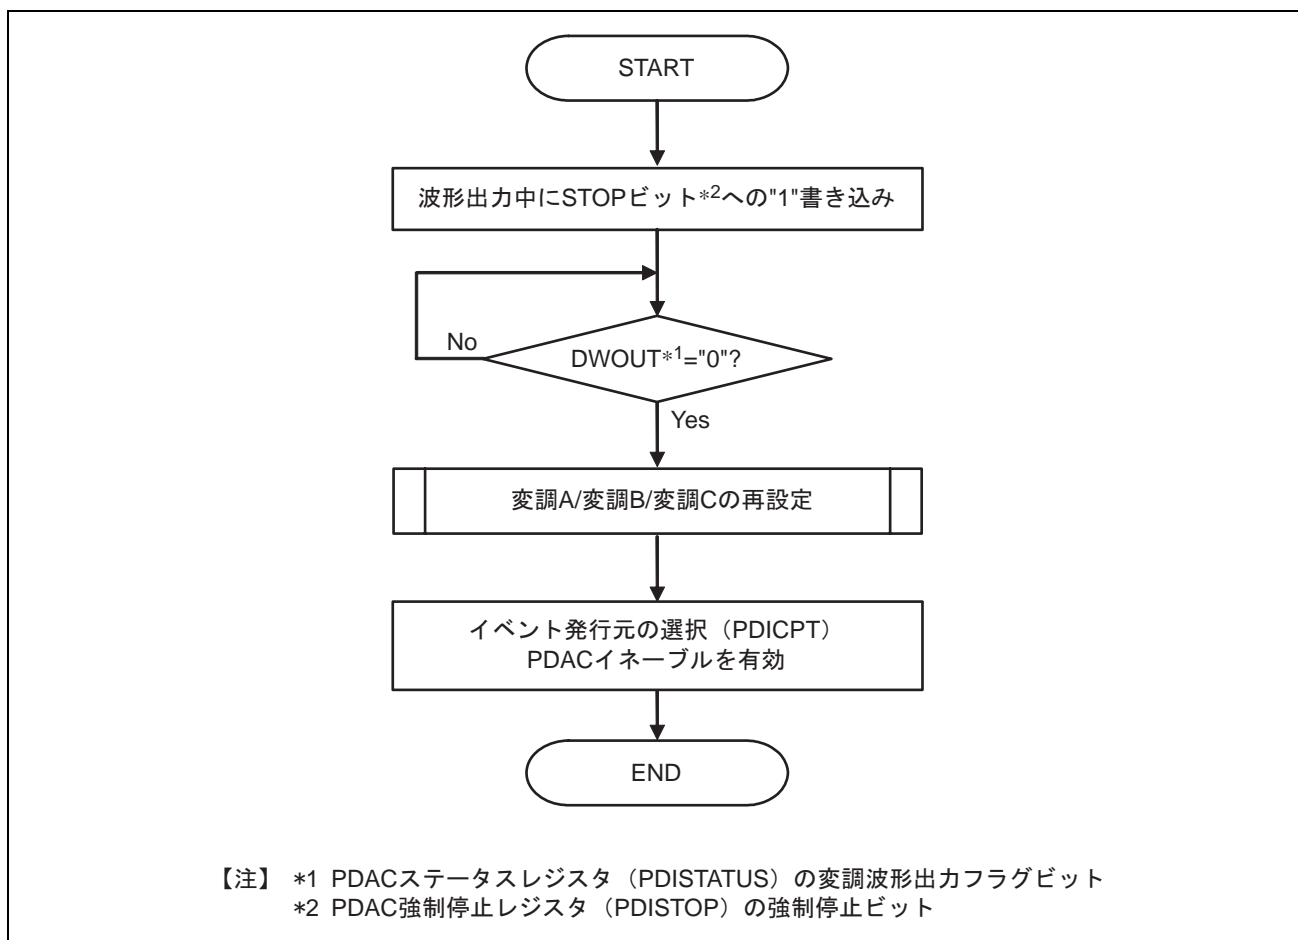 START
波形出力中にSTOPビット*2への"1"書き込み
No
DWOUT*1="0"?
Yes
変調A/変調B/変調Cの再設定
イベント発行元の選択（PDICPT）
PDACイネーブルを有効
END
【注】 *1 PDACステータスレジスタ（PDISTATUS）の変調波形出力フラグビット
*2 PDAC強制停止レジスタ（PDISTOP）の強制停止ビット